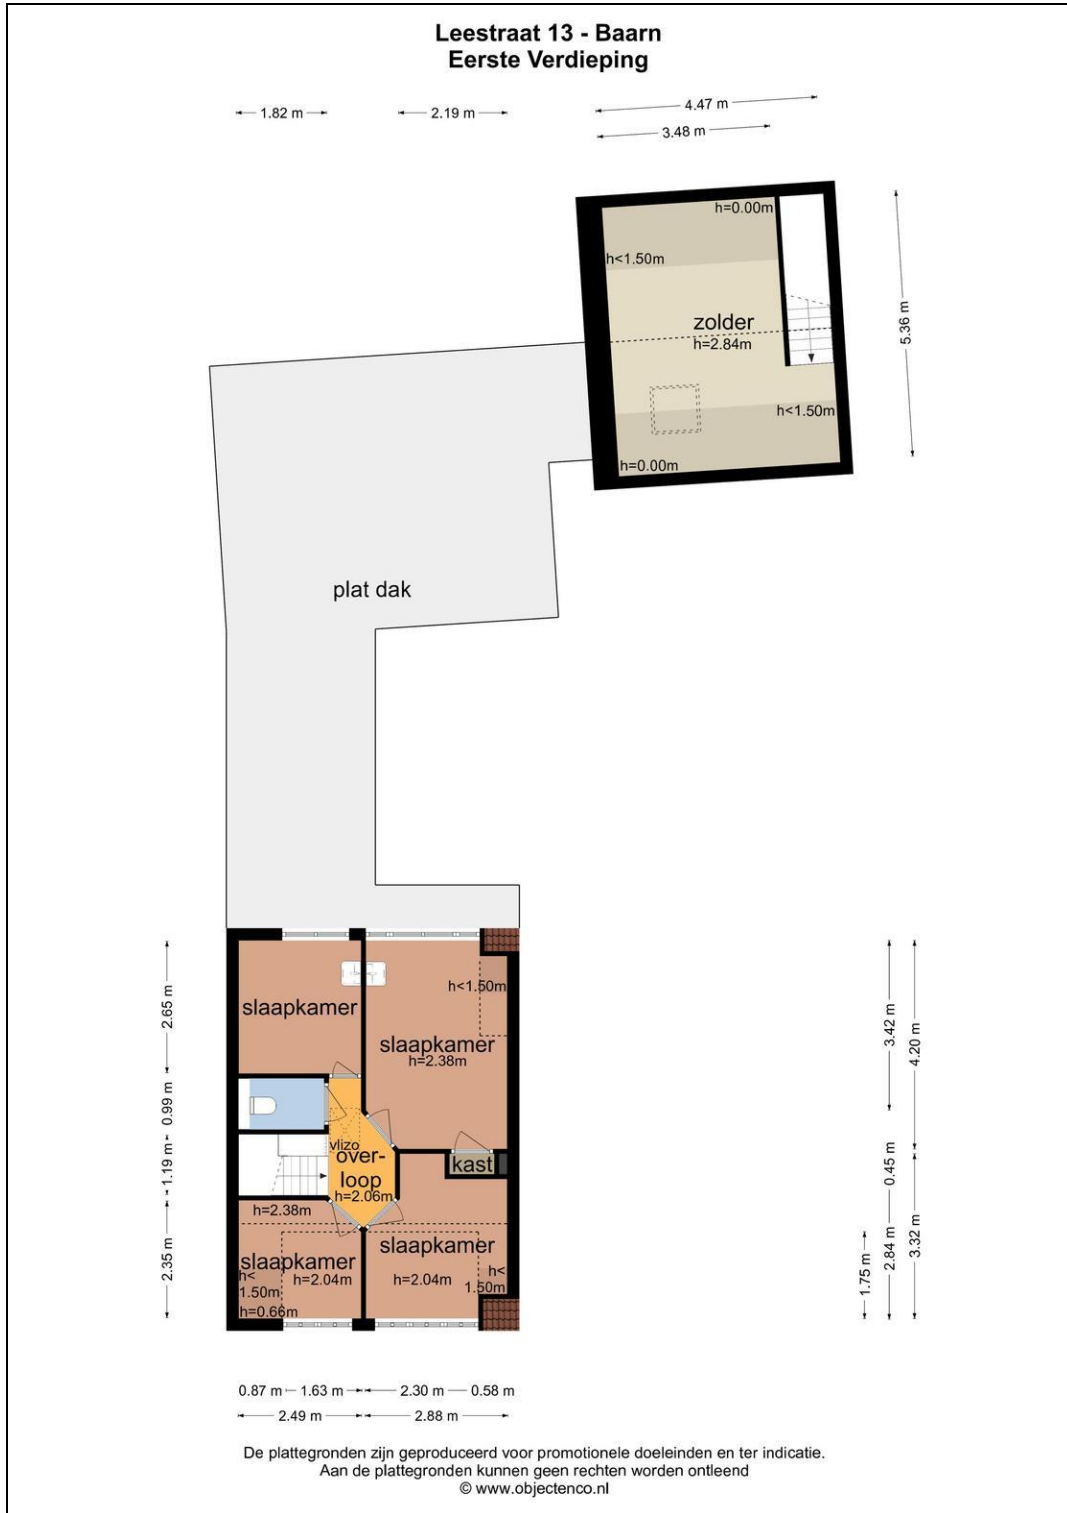 Leestraat 13 - Baarn
Eerste Verdieping
1.82 m
2.19 m
4.47 m
3.48 m
h=0.00m
h<1.50m
zolder
h=2.84m
5.36 m
h<1.50m
h=0.00m
plat dak
2.65 m
0.99 m
1.19 m
2.35 m
slaapkamer
h<1.50m
slaapkamer
h=2.38m
vlizo
over-
loop
h=2.06m
kast
h=2.38m
slaapkamer
h=2.04m
h<
1.50m
h=0.66m
slaapkamer
h=2.04m
h<
1.50m
3.42 m
4.20 m
0.45 m
2.84 m
3.32 m
1.75 m
0.87 m
1.63 m
2.30 m
0.58 m
2.49 m
2.88 m
De plattegronden zijn geproduceerd voor promotionele doeleinden en ter indicatie.
Aan de plattegronden kunnen geen rechten worden ontleend
© www.objectenco.nl